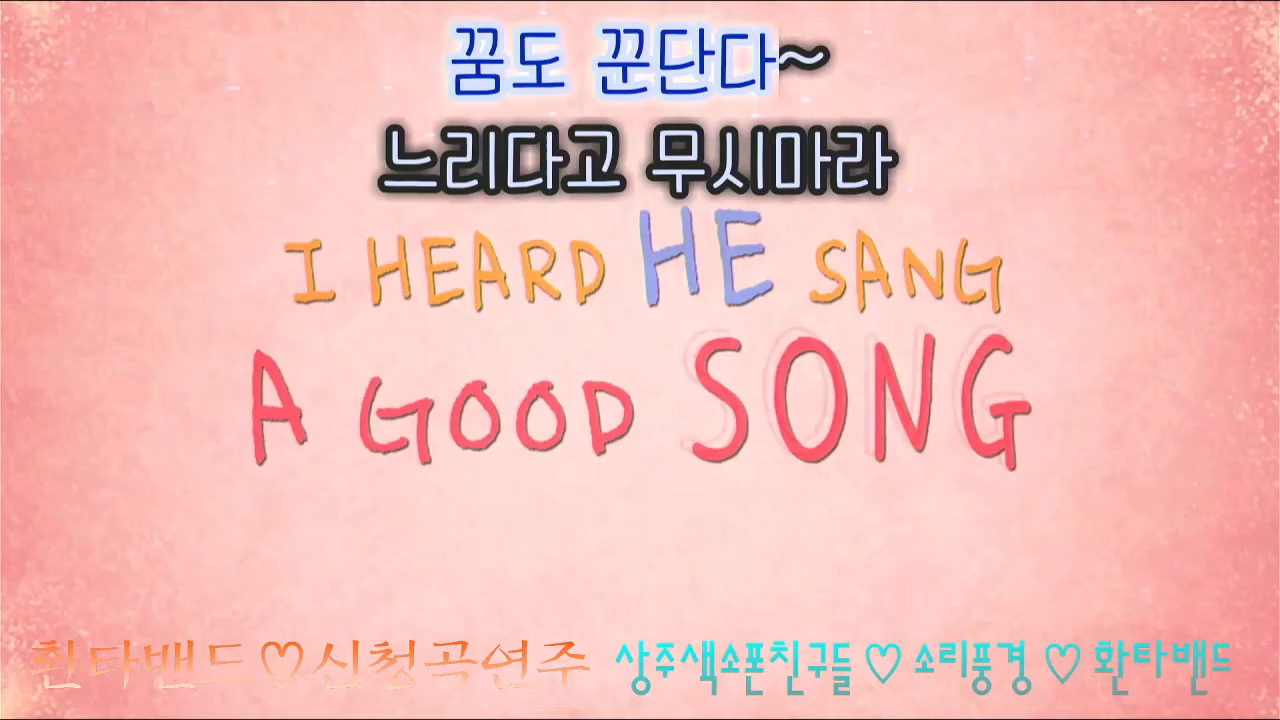 꿈도 꾼단다~
느리다고 무시마라
I HEARD HE SANG
A GOOD SONG
환타밴드♡신청곡연주 상주색소폰친구들♡소리풍경♡환타밴드